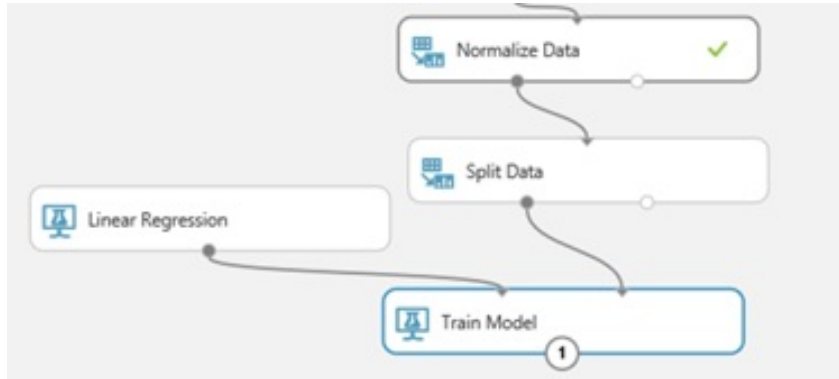 Normalize Data
Split Data
Linear Regression
Train Model
1